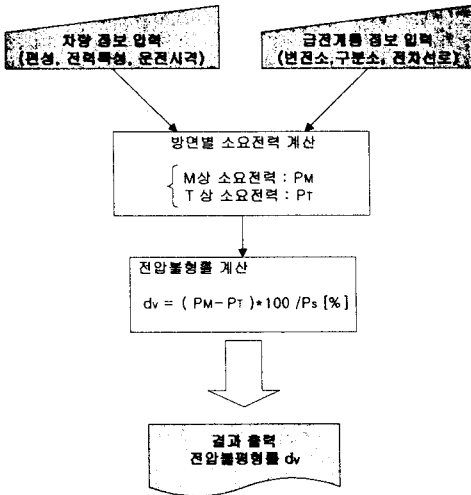 차량 정보 입력
(편성, 전력특성, 운전시격)
급전계통 정보 입력
(변전소, 구분소, 전차선로)
방면별 소요전력 계산
M상 소요전력 : PM
T 상 소요전력 : PT
전압불형률 계산
dv = ( PM-PT )*100 /Ps [%]
결과 출력
전압불평형률 dv